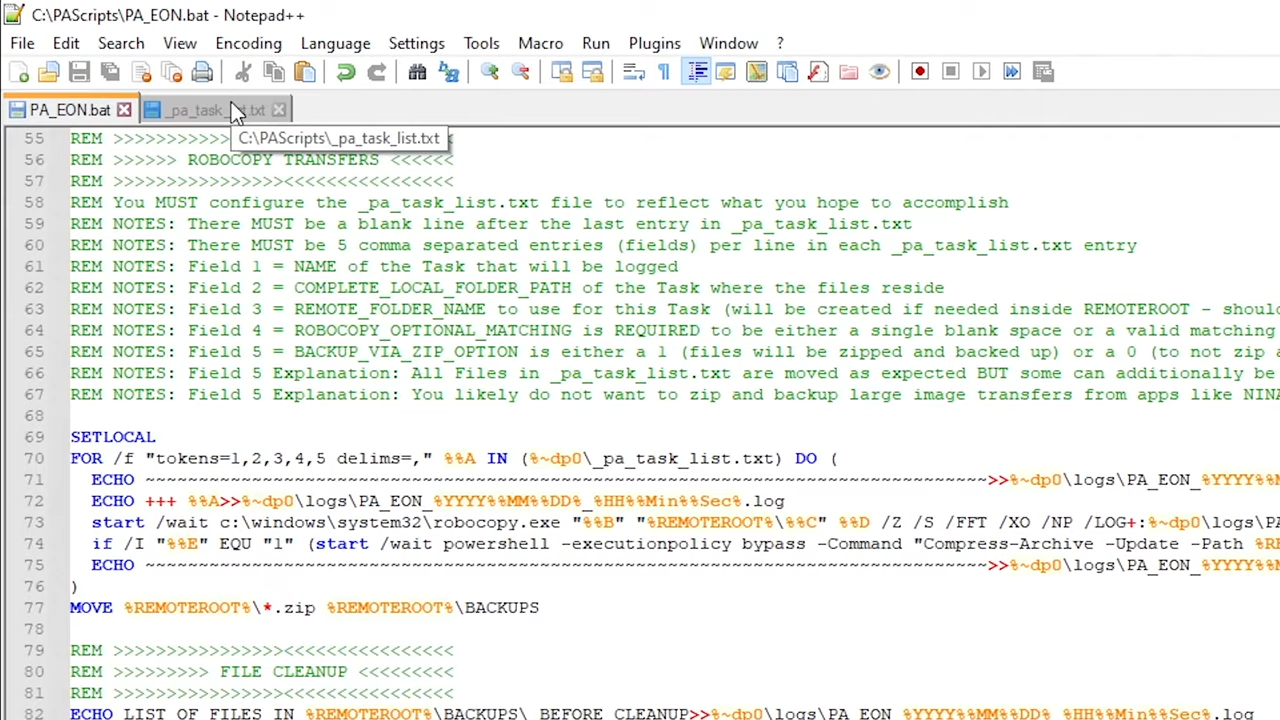 C:\PAScripts\PA_EON.bat - Notepad++
File Edit Search View Encoding Language Settings Tools Macro Run Plugins Window ?
PA_EON.bat _pa_task_ t.txt
C:\PAScripts\_pa_task_list.txt
55 REM >>>>>>>>>>> <
56 REM >>>>>> ROBOCOPY TRANSFERS <<<<<<
57 REM >>>>>>>>>>>>>>>><<<<<<<<<<<<<<<<
58 REM You MUST configure the _pa_task_list.txt file to reflect what you hope to accomplish
59 REM NOTES: There MUST be a blank line after the last entry in _pa_task_list.txt
60 REM NOTES: There MUST be 5 comma separated entries (fields) per line in each _pa_task_list.txt entry
61 REM NOTES: Field 1 = NAME of the Task that will be logged
62 REM NOTES: Field 2 = COMPLETE_LOCAL_FOLDER_PATH of the Task where the files reside
63 REM NOTES: Field 3 = REMOTE_FOLDER_NAME to use for this Task (will be created if needed inside REMOTEROOT - shoul
64 REM NOTES: Field 4 = ROBOCOPY_OPTIONAL_MATCHING is REQUIRED to be either a single blank space or a valid matching
65 REM NOTES: Field 5 = BACKUP_VIA_ZIP_OPTION is either a 1 (files will be zipped and backed up) or a 0 (to not zip a
66 REM NOTES: Field 5 Explanation: All Files in _pa_task_list.txt are moved as expected BUT some can additionally be
67 REM NOTES: Field 5 Explanation: You likely do not want to zip and backup large image transfers from apps like NINA
68
69 SETLOCAL
70 FOR /f "tokens=1,2,3,4,5 delims=," %%A IN (%~dp0\_pa_task_list.txt) DO (
71 ECHO ~~~~~~~~~~~~~~~~~~~~~~~~~~~~~~~~~~~~~~~~~~~~~~~~~~~~~~~~~~~~~~~~~~~~~~~~~~~~~~~~>>%~dp0\logs\PA_EON_%YYYY%%M
72 ECHO +++ %%A>>%~dp0\logs\PA_EON_%YYYY%%MM%%DD%_%HH%%Min%%Sec%.log
73 start /wait c:\windows\system32\robocopy.exe "%%B" "%REMOTEROOT%\%%C" %%D /Z /S /FFT /XO /NP /LOG+:%~dp0\logs\PA
74 if /I "%%E" EQU "1" (start /wait powershell -executionpolicy bypass -Command "Compress-Archive -Update -Path %RE
75 ECHO ~~~~~~~~~~~~~~~~~~~~~~~~~~~~~~~~~~~~~~~~~~~~~~~~~~~~~~~~~~~~~~~~~~~~~~~~~~~~~~~~>>%~dp0\logs\PA_EON_%YYYY%%M
76 )
77 MOVE %REMOTEROOT%\*.zip %REMOTEROOT%\BACKUPS
78
79 REM >>>>>>>>>>>>>>>><<<<<<<<<<<<<<<<
80 REM >>>>>>>>> FILE CLEANUP <<<<<<<<<
81 REM >>>>>>>>>>>>>>>><<<<<<<<<<<<<<<<
82 ECHO LIST OF FILES IN %REMOTEROOT%\BACKUPS\ BEFORE CLEANUP>>%~dp0\logs\PA_EON_%YYYY%%MM%%DD%_%HH%%Min%%Sec%.log